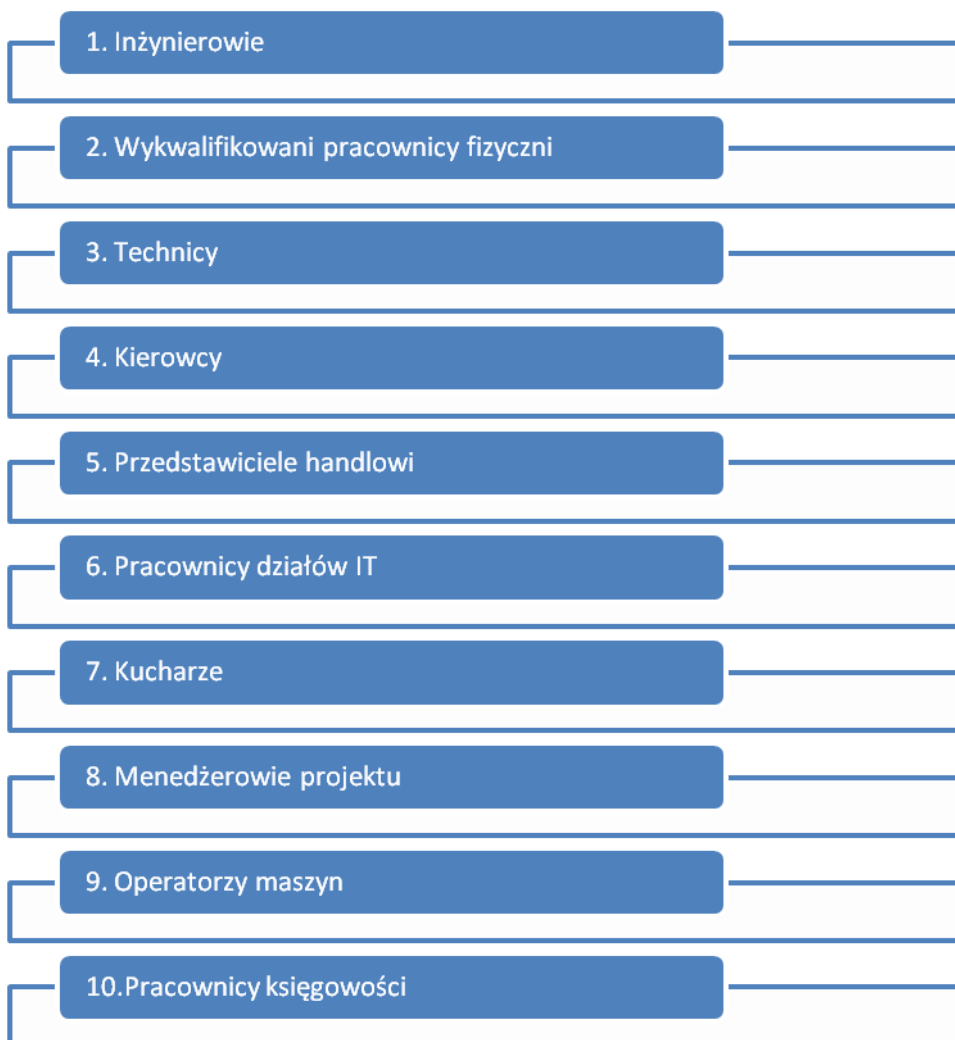 1. Inżynierowie
2. Wykwalifikowani pracownicy fizyczni
3. Technicy
4. Kierowcy
5. Przedstawiciele handlowi
6. Pracownicy działów IT
7. Kucharze
8. Menedżerowie projektu
9. Operatorzy maszyn
10.Pracownicy księgowości